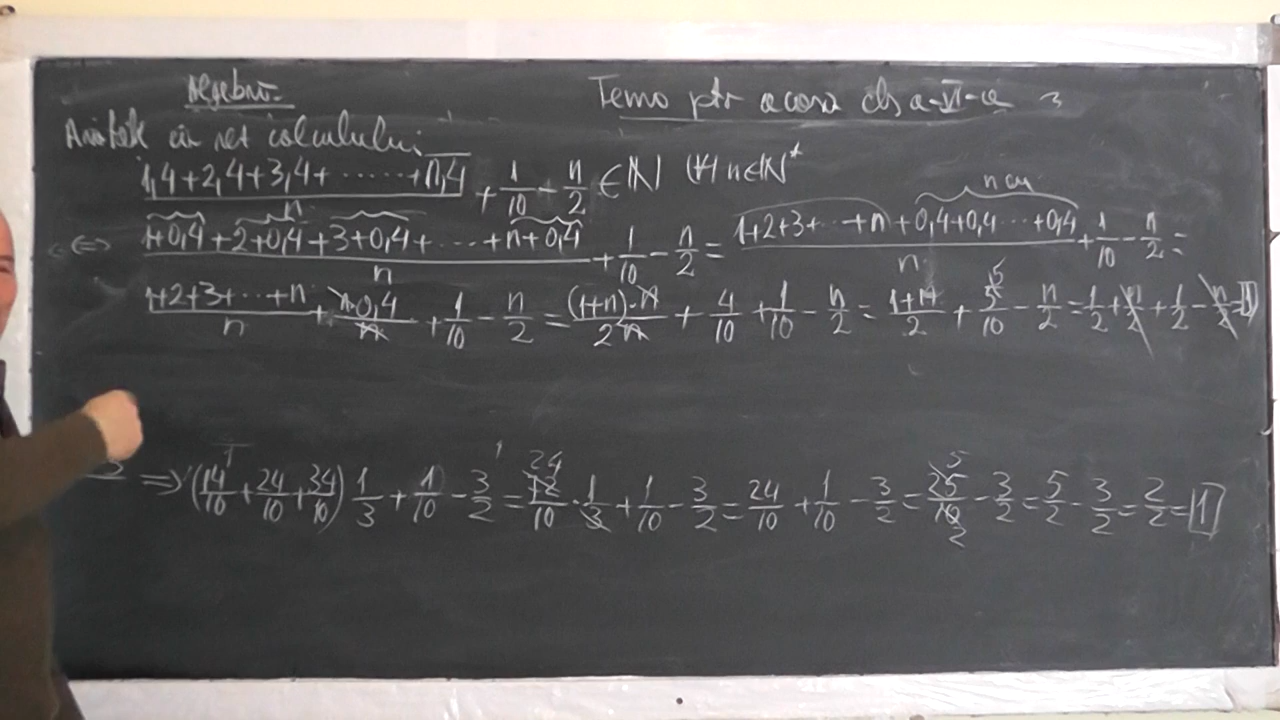 Algebră.
Temă ptr acasă cls a-VI-a
Arătați că rez calculului:
(1,4+2,4+3,4+ ...... +n,4)/n + 1/10 - n/2 ∈ ℕ (∀) n∈ℕ*
⇔ (1+0,4+2+0,4+3+0,4+ ... +n+0,4)/n + 1/10 - n/2 = (1+2+3+ ... +n+0,4+0,4 ... +0,4)/n + 1/10 - n/2 =
n ori
(1+2+3+ ... +n)/n + n·0,4/n + 1/10 - n/2 = (1+n)·n/2n + 4/10 + 1/10 - n/2 = (1+n)/2 + 5/10 - n/2 = 1/2 + n/2 + 1/2 - n/2 = 1
⇒ (14/10 + 24/10 + 34/10) 1/3 + 1/10 - 3/2 = 72/10 · 1/3 + 1/10 - 3/2 = 24/10 + 1/10 - 3/2 = 25/10 - 3/2 = 5/2 - 3/2 = 2/2 = 1